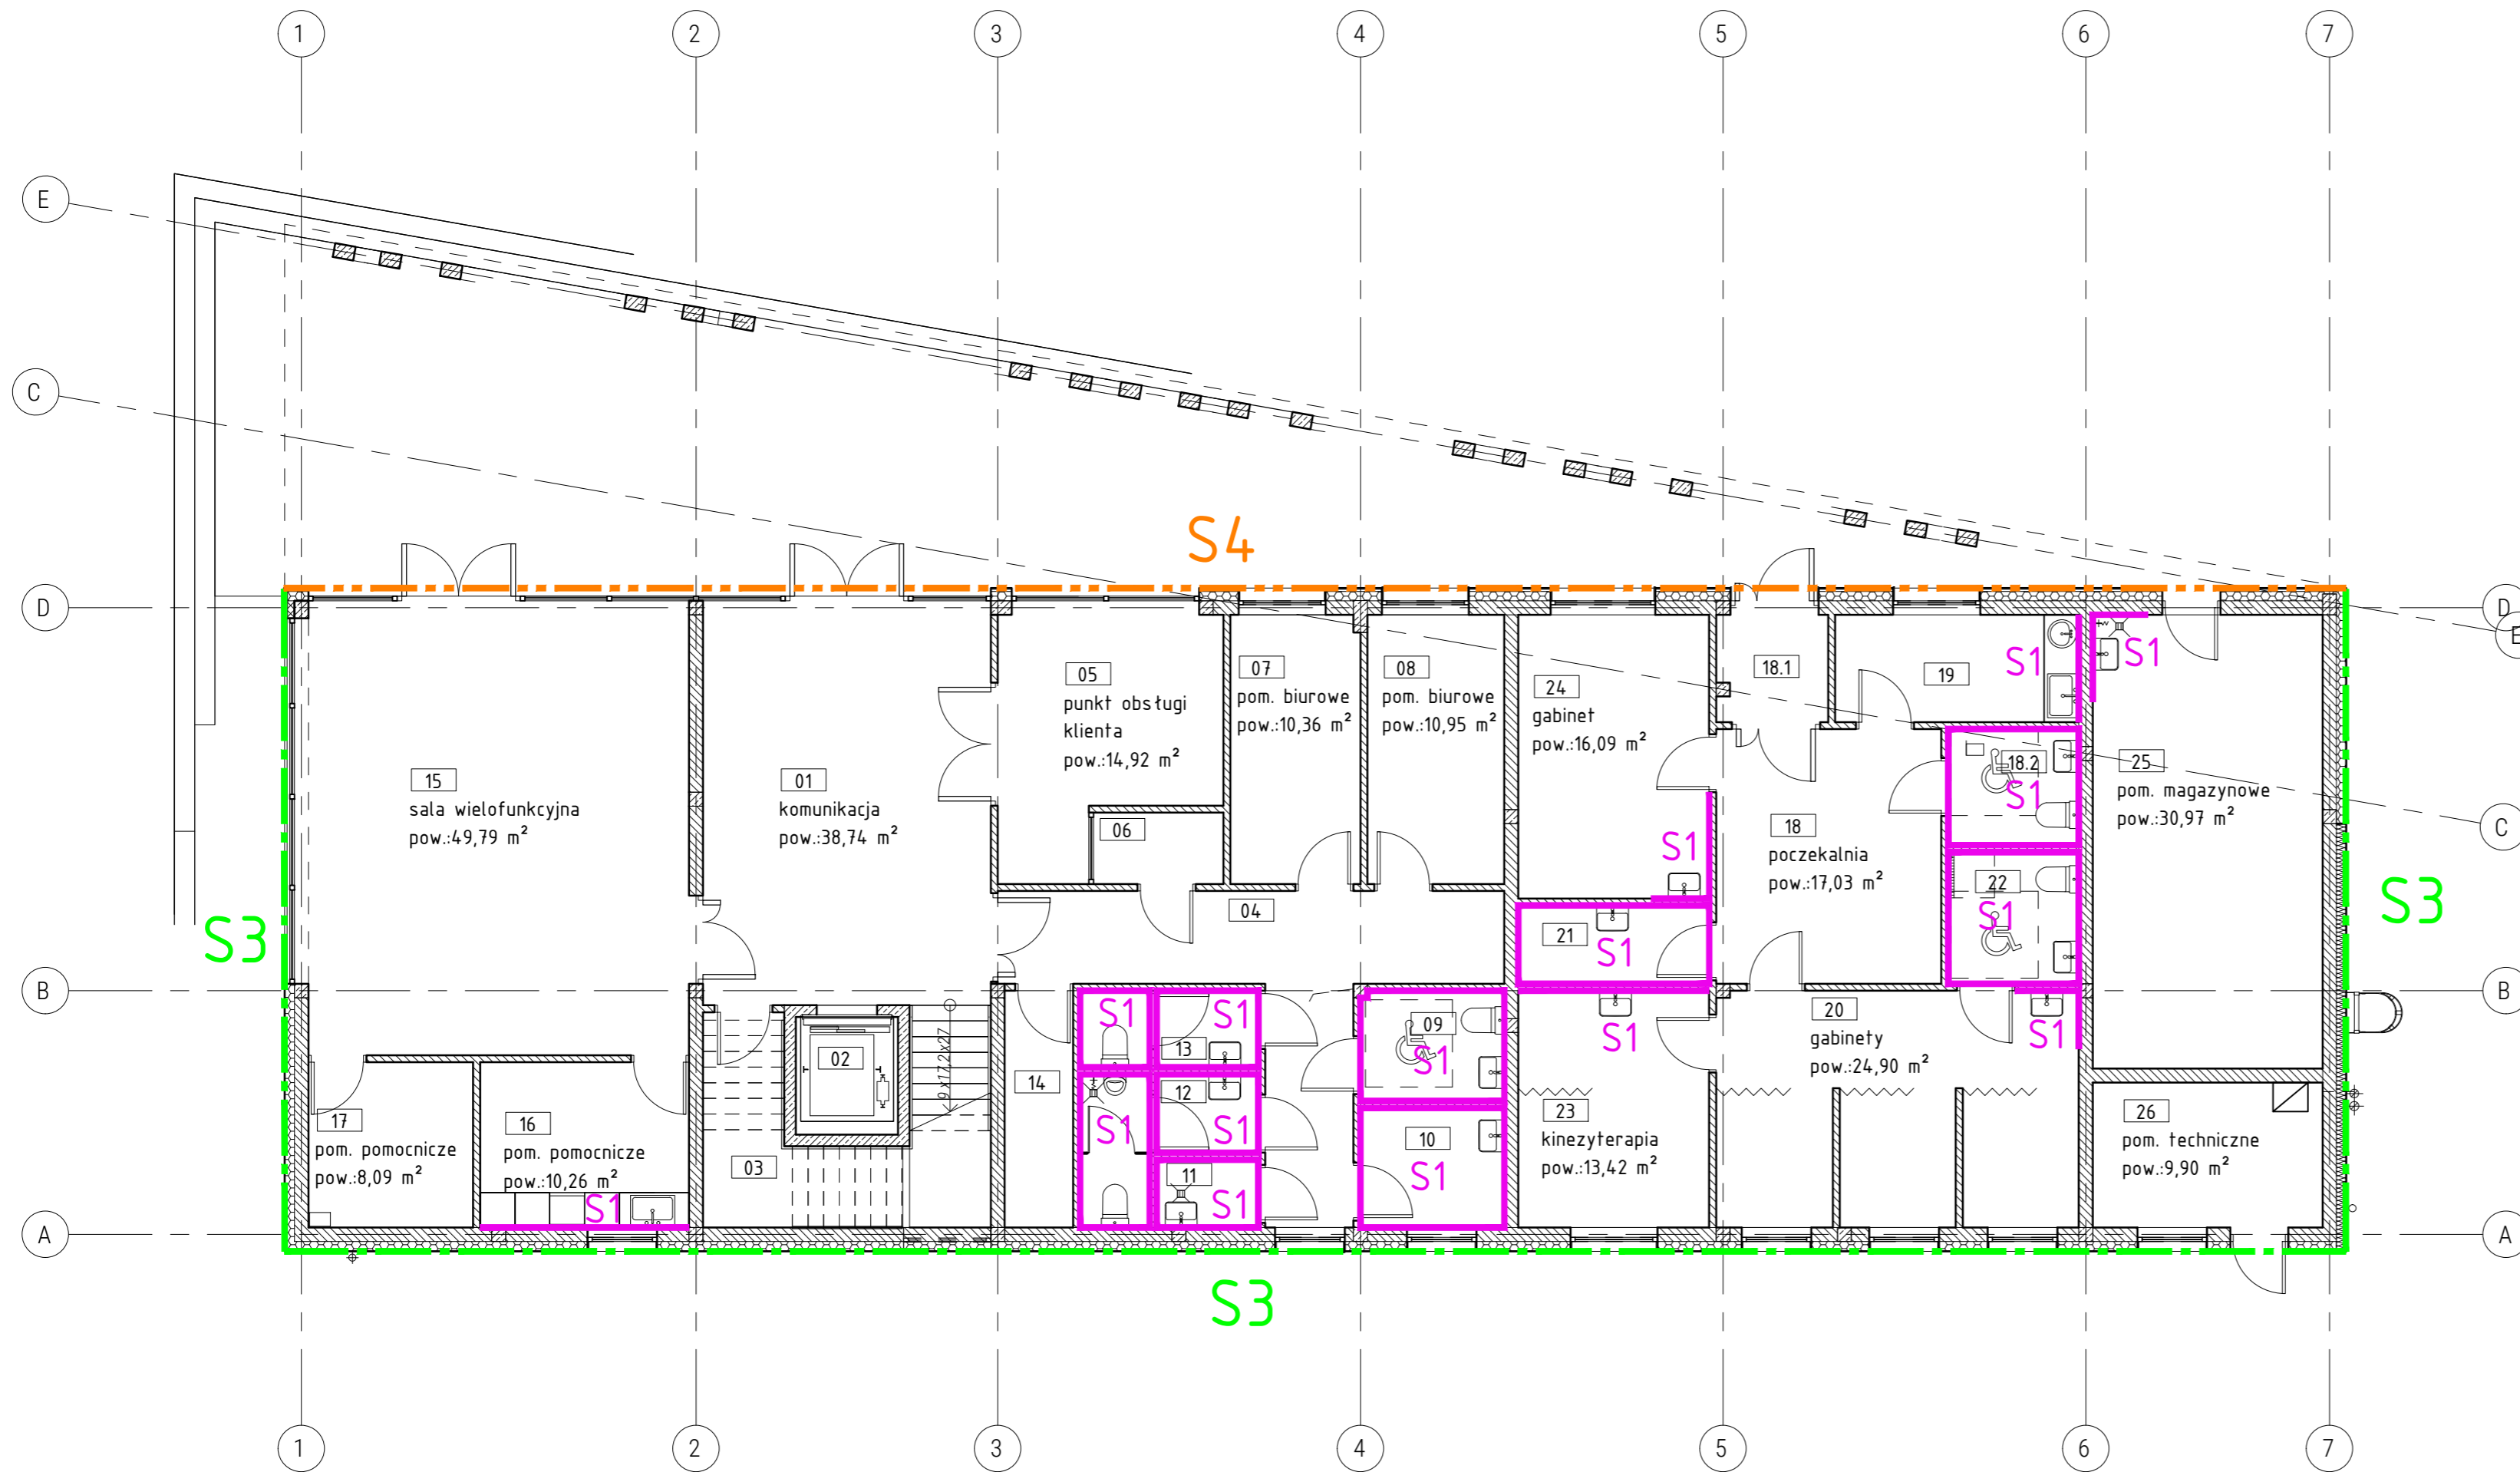 1 2 3 4 5 6 7
E
C
S4
D
D
E
05
punkt obsługi
klienta
pow.:14,92 m²
07
pom. biurowe
pow.:10,36 m²
08
pom. biurowe
pow.:10,95 m²
24
gabinet
pow.:16,09 m²
S1
18.1
19
S1
S1
15
sala wielofunkcyjna
pow.:49,79 m²
01
komunikacja
pow.:38,74 m²
06
18
poczekalnia
pow.:17,03 m²
18.2
S1
25
pom. magazynowe
pow.:30,97 m²
C
S3
04
21
S1
22
S1
S3
B
B
02
9x17,2x27
14
S1
S1
13
12
S1
S1
11
S1
09
S1
10
S1
S1
20
gabinety
pow.:24,90 m²
S1
17
pom. pomocnicze
pow.:8,09 m²
16
pom. pomocnicze
pow.:10,26 m²
S1
03
23
kinezyterapia
pow.:13,42 m²
26
pom. techniczne
pow.:9,90 m²
A
A
S3
1 2 3 4 5 6 7